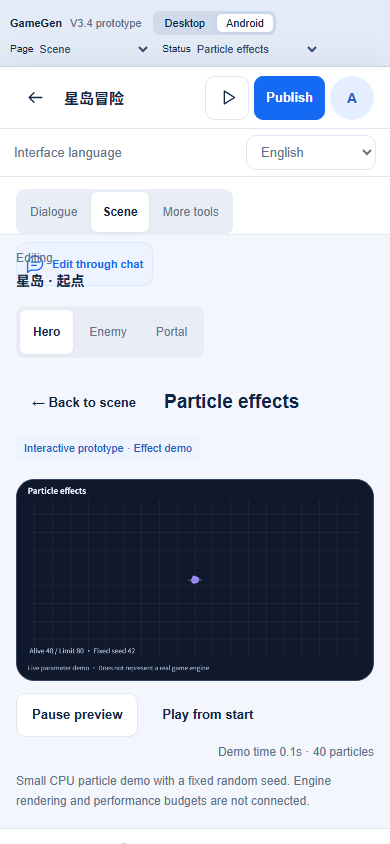 GameGen V3.4 prototype Desktop Android
Page Scene Status Particle effects
星岛冒险 Publish A
Interface language English
Dialogue Scene More tools
Editing
Edit through chat
星岛 · 起点
Hero Enemy Portal
← Back to scene Particle effects
Interactive prototype · Effect demo
Particle effects
Alive 40 / Limit 80 • Fixed seed 42
Live parameter demo • Does not represent a real game engine
Pause preview Play from start
Demo time 0.1s · 40 particles
Small CPU particle demo with a fixed random seed. Engine
rendering and performance budgets are not connected.